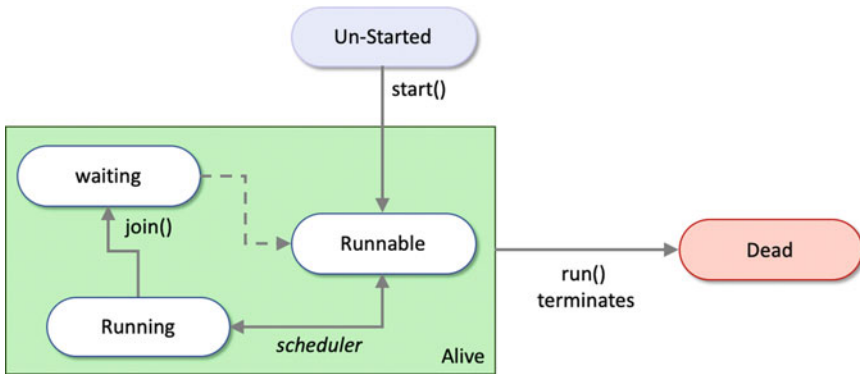 Un-Started
start()
waiting
join()
Runnable
Dead
run()
terminates
Running
scheduler
Alive